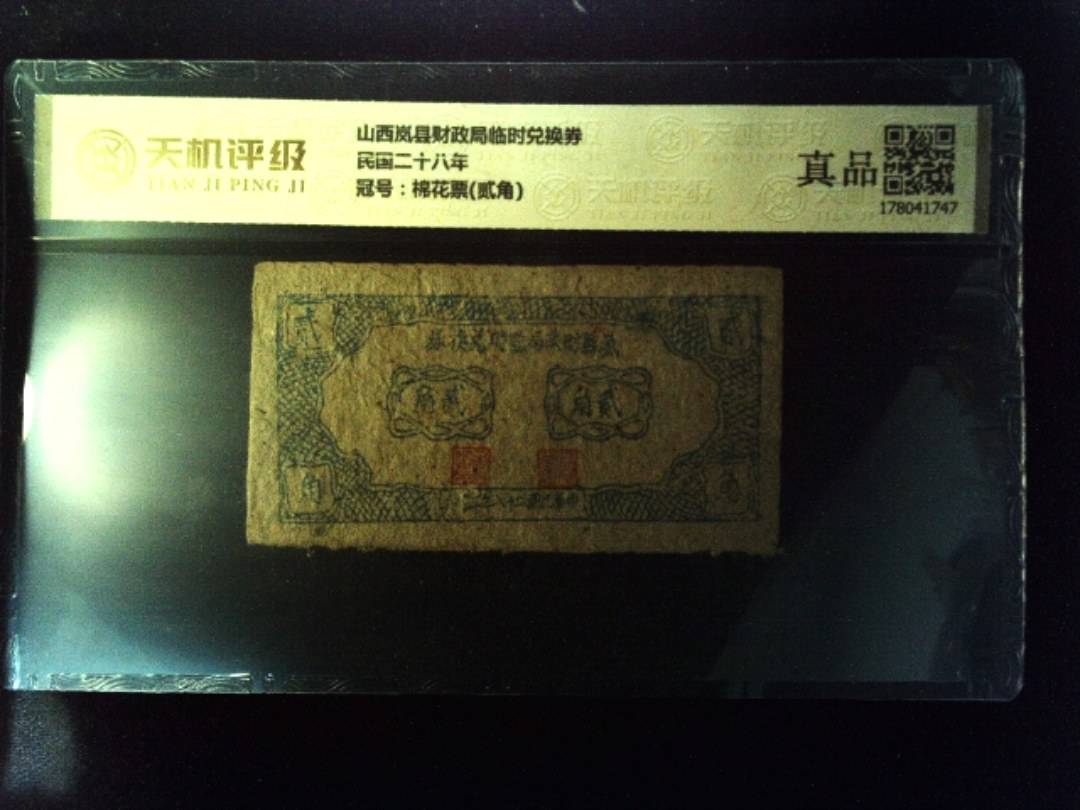 天机评级
TIAN JI PING JI
山西岚县财政局临时兑换券
民国二十八年
冠号：棉花票(贰角)
真品
178041747
贰
贰
角贰
角贰
角
角